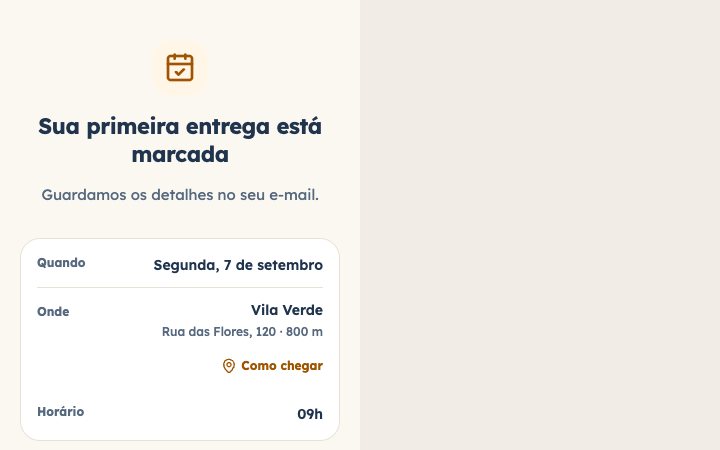 Sua primeira entrega está
marcada
Guardamos os detalhes no seu e-mail.
Quando
Segunda, 7 de setembro
Onde
Vila Verde
Rua das Flores, 120 · 800 m
Como chegar
Horário
09h